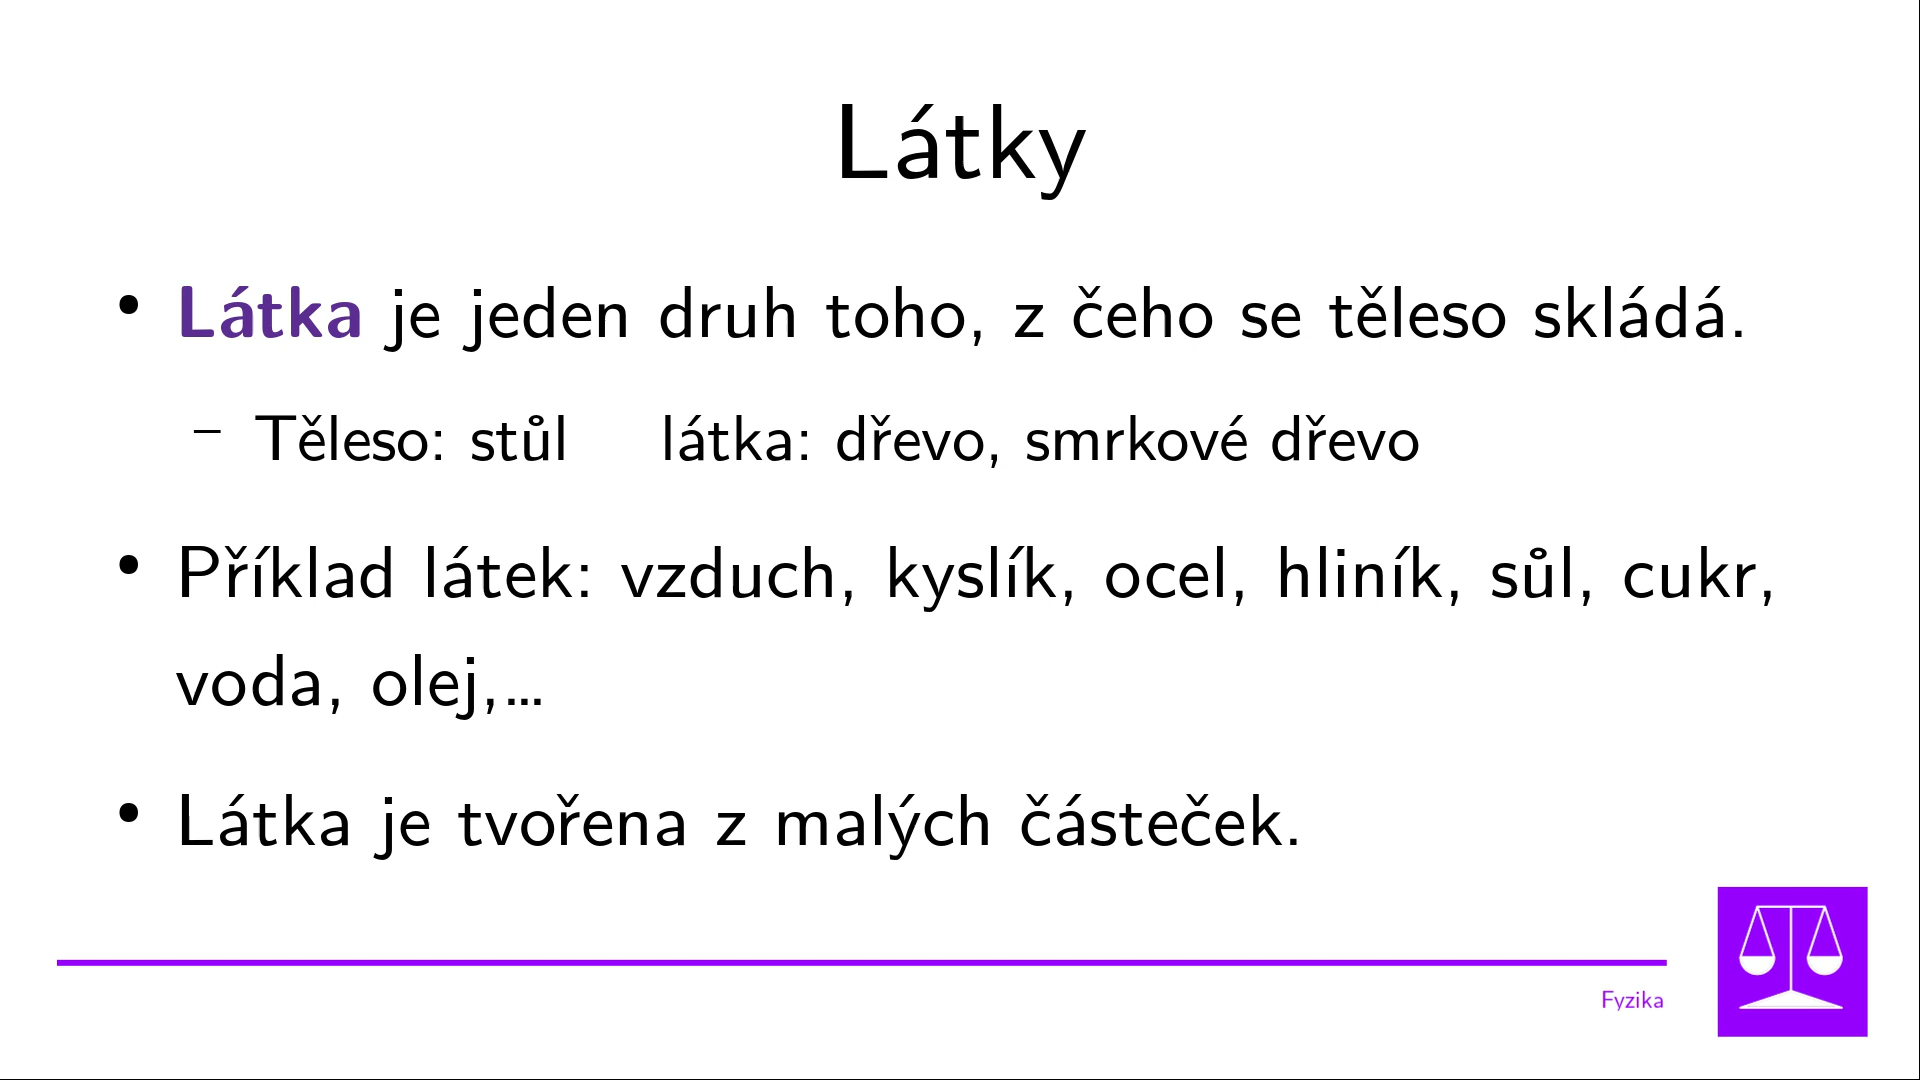 Látky
• Látka je jeden druh toho, z čeho se těleso skládá.
– Těleso: stůl látka: dřevo, smrkové dřevo
• Příklad látek: vzduch, kyslík, ocel, hliník, sůl, cukr,
voda, olej,…
• Látka je tvořena z malých částeček.
Fyzika